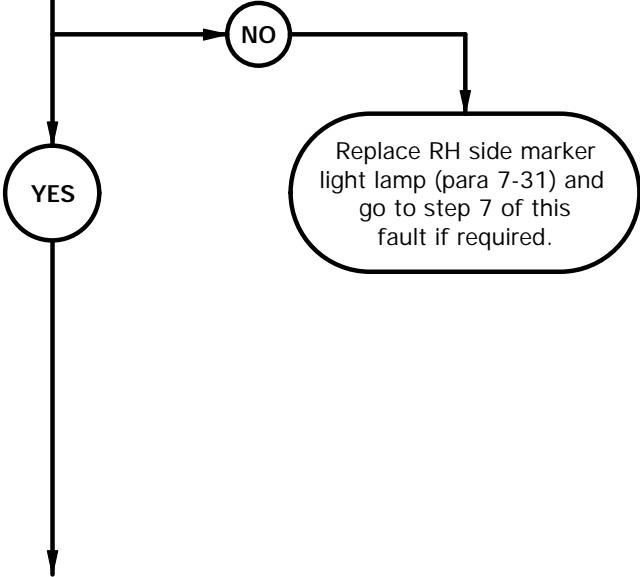 NO
YES
Replace RH side marker
light lamp (para 7-31) and
go to step 7 of this
fault if required.